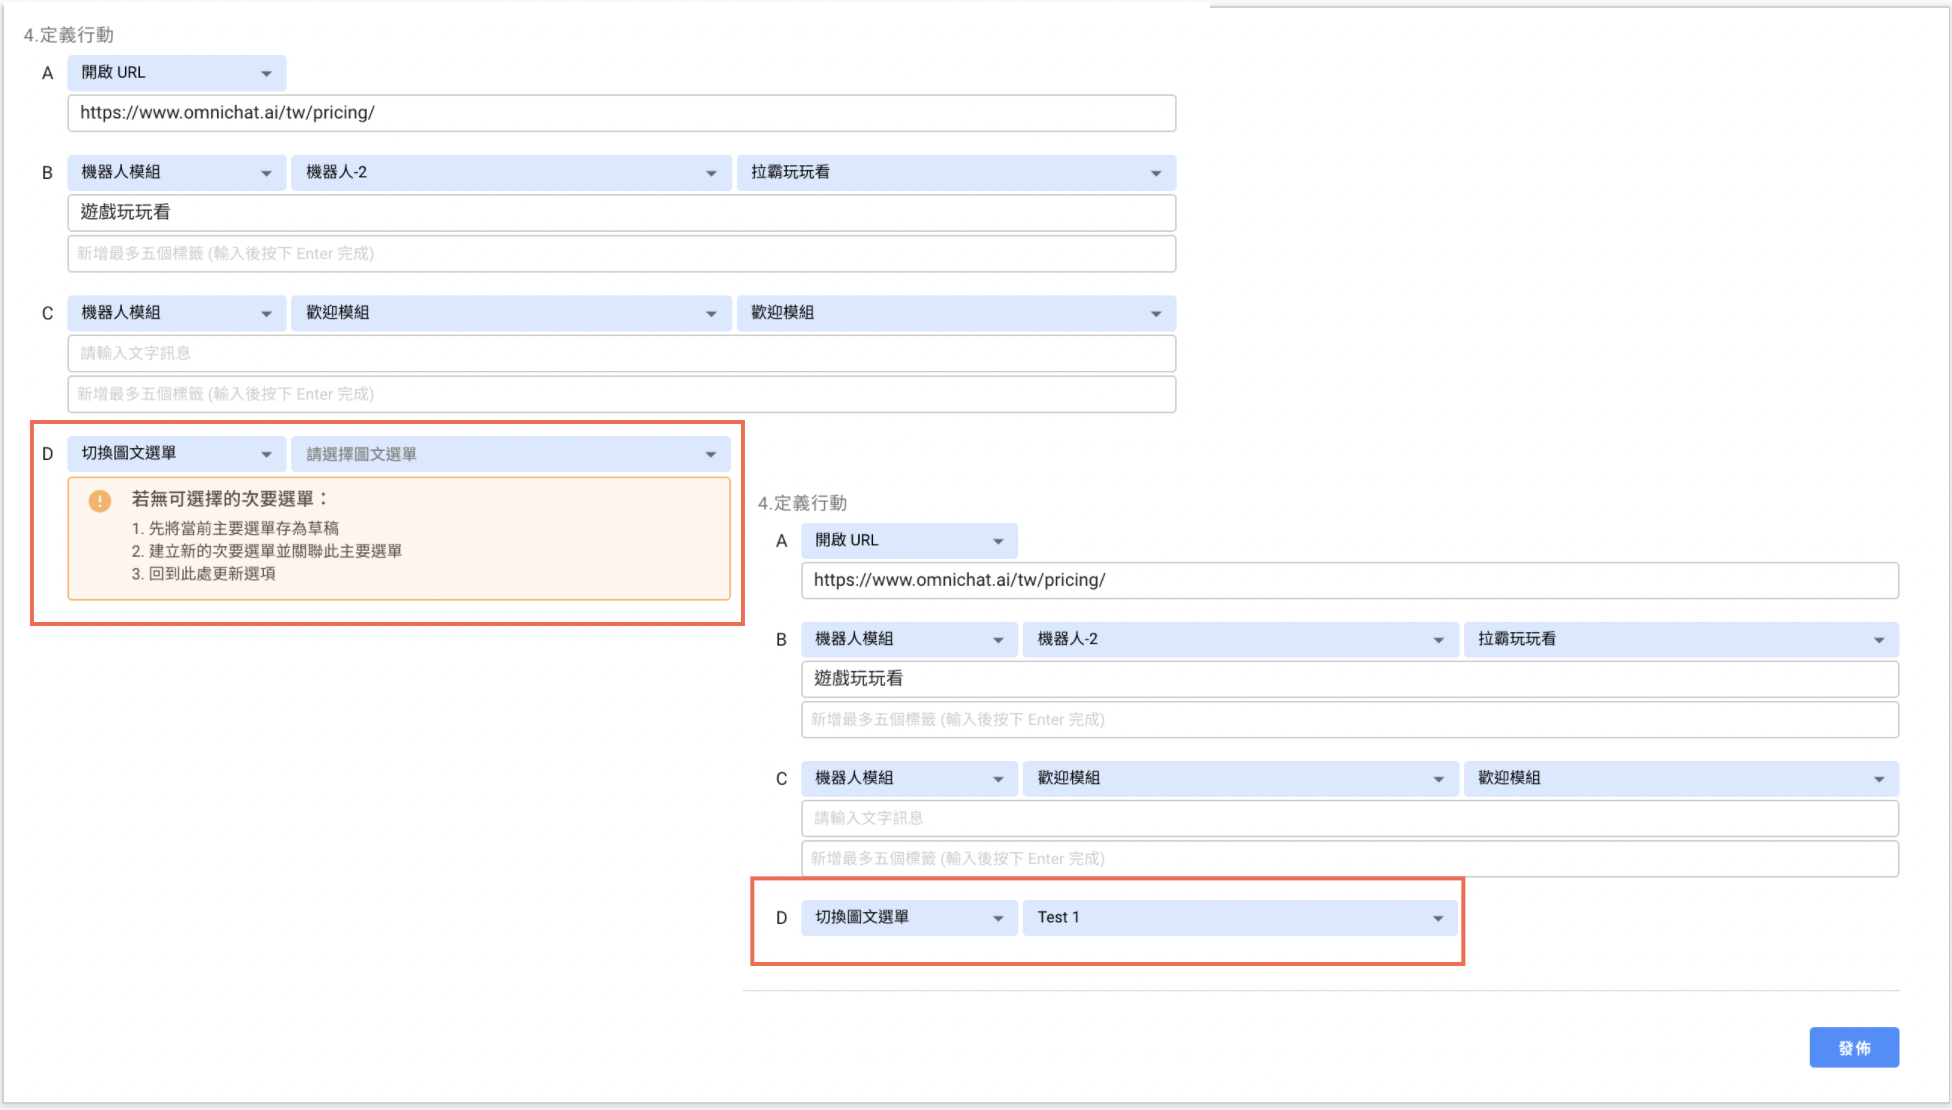 4.定義行動
A 開啟 URL
https://www.omnichat.ai/tw/pricing/
B 機器人模組 機器人-2 拉霸玩玩看
遊戲玩玩看
新增最多五個標籤 (輸入後按下 Enter 完成)
C 機器人模組 歡迎模組 歡迎模組
請輸入文字訊息
新增最多五個標籤 (輸入後按下 Enter 完成)
D 切換圖文選單 請選擇圖文選單
若無可選擇的次要選單：
1. 先將當前主要選單存為草稿
2. 建立新的次要選單並關聯此主要選單
3. 回到此處更新選項
4.定義行動
A 開啟 URL
https://www.omnichat.ai/tw/pricing/
B 機器人模組 機器人-2 拉霸玩玩看
遊戲玩玩看
新增最多五個標籤 (輸入後按下 Enter 完成)
C 機器人模組 歡迎模組 歡迎模組
請輸入文字訊息
新增最多五個標籤 (輸入後按下 Enter 完成)
D 切換圖文選單 Test 1
發佈